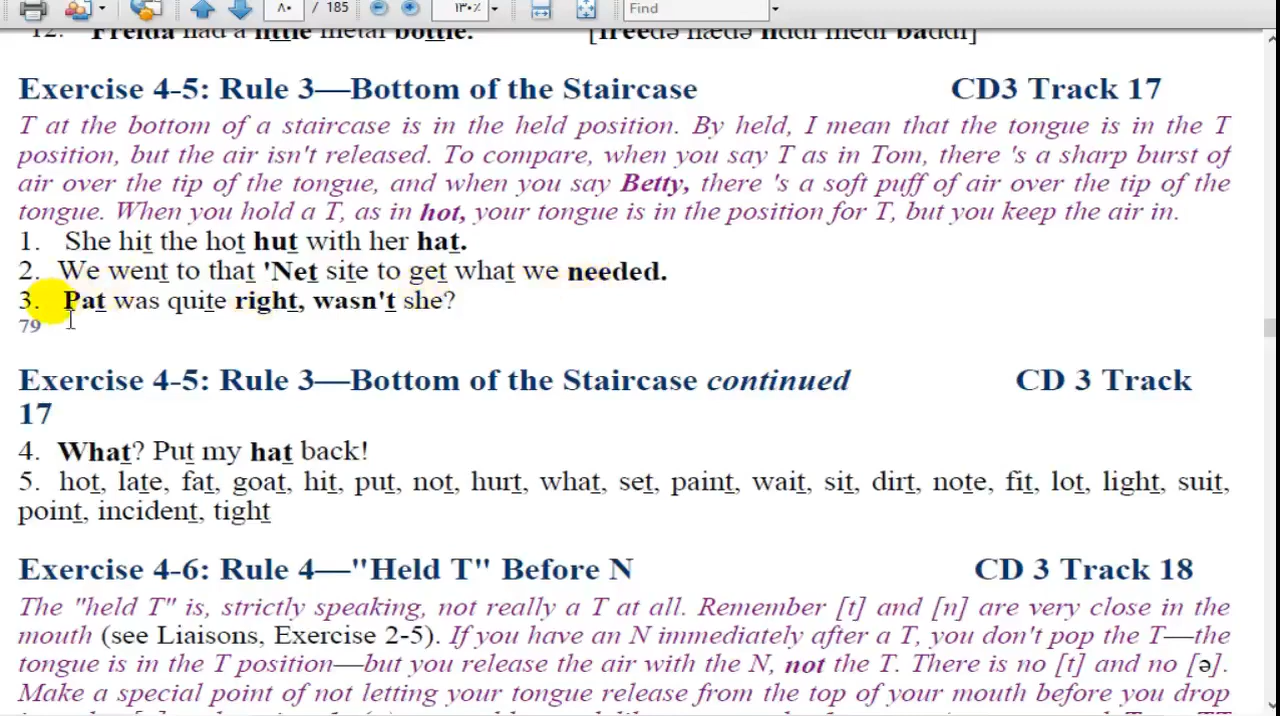 ٨٠ / 185 ١٣٠٪ Find
12. Freida had a little metal bottle. [freedə hædə liddl medl baddl]
Exercise 4-5: Rule 3—Bottom of the Staircase CD3 Track 17
T at the bottom of a staircase is in the held position. By held, I mean that the tongue is in the T
position, but the air isn't released. To compare, when you say T as in Tom, there 's a sharp burst of
air over the tip of the tongue, and when you say Betty, there 's a soft puff of air over the tip of the
tongue. When you hold a T, as in hot, your tongue is in the position for T, but you keep the air in.
1. She hit the hot hut with her hat.
2. We went to that 'Net site to get what we needed.
3. Pat was quite right, wasn't she?
79
Exercise 4-5: Rule 3—Bottom of the Staircase continued CD 3 Track
17
4. What? Put my hat back!
5. hot, late, fat, goat, hit, put, not, hurt, what, set, paint, wait, sit, dirt, note, fit, lot, light, suit,
point, incident, tight
Exercise 4-6: Rule 4—"Held T" Before N CD 3 Track 18
The "held T" is, strictly speaking, not really a T at all. Remember [t] and [n] are very close in the
mouth (see Liaisons, Exercise 2-5). If you have an N immediately after a T, you don't pop the T—the
tongue is in the T position—but you release the air with the N, not the T. There is no [t] and no [ə].
Make a special point of not letting your tongue release from the top of your mouth before you drop